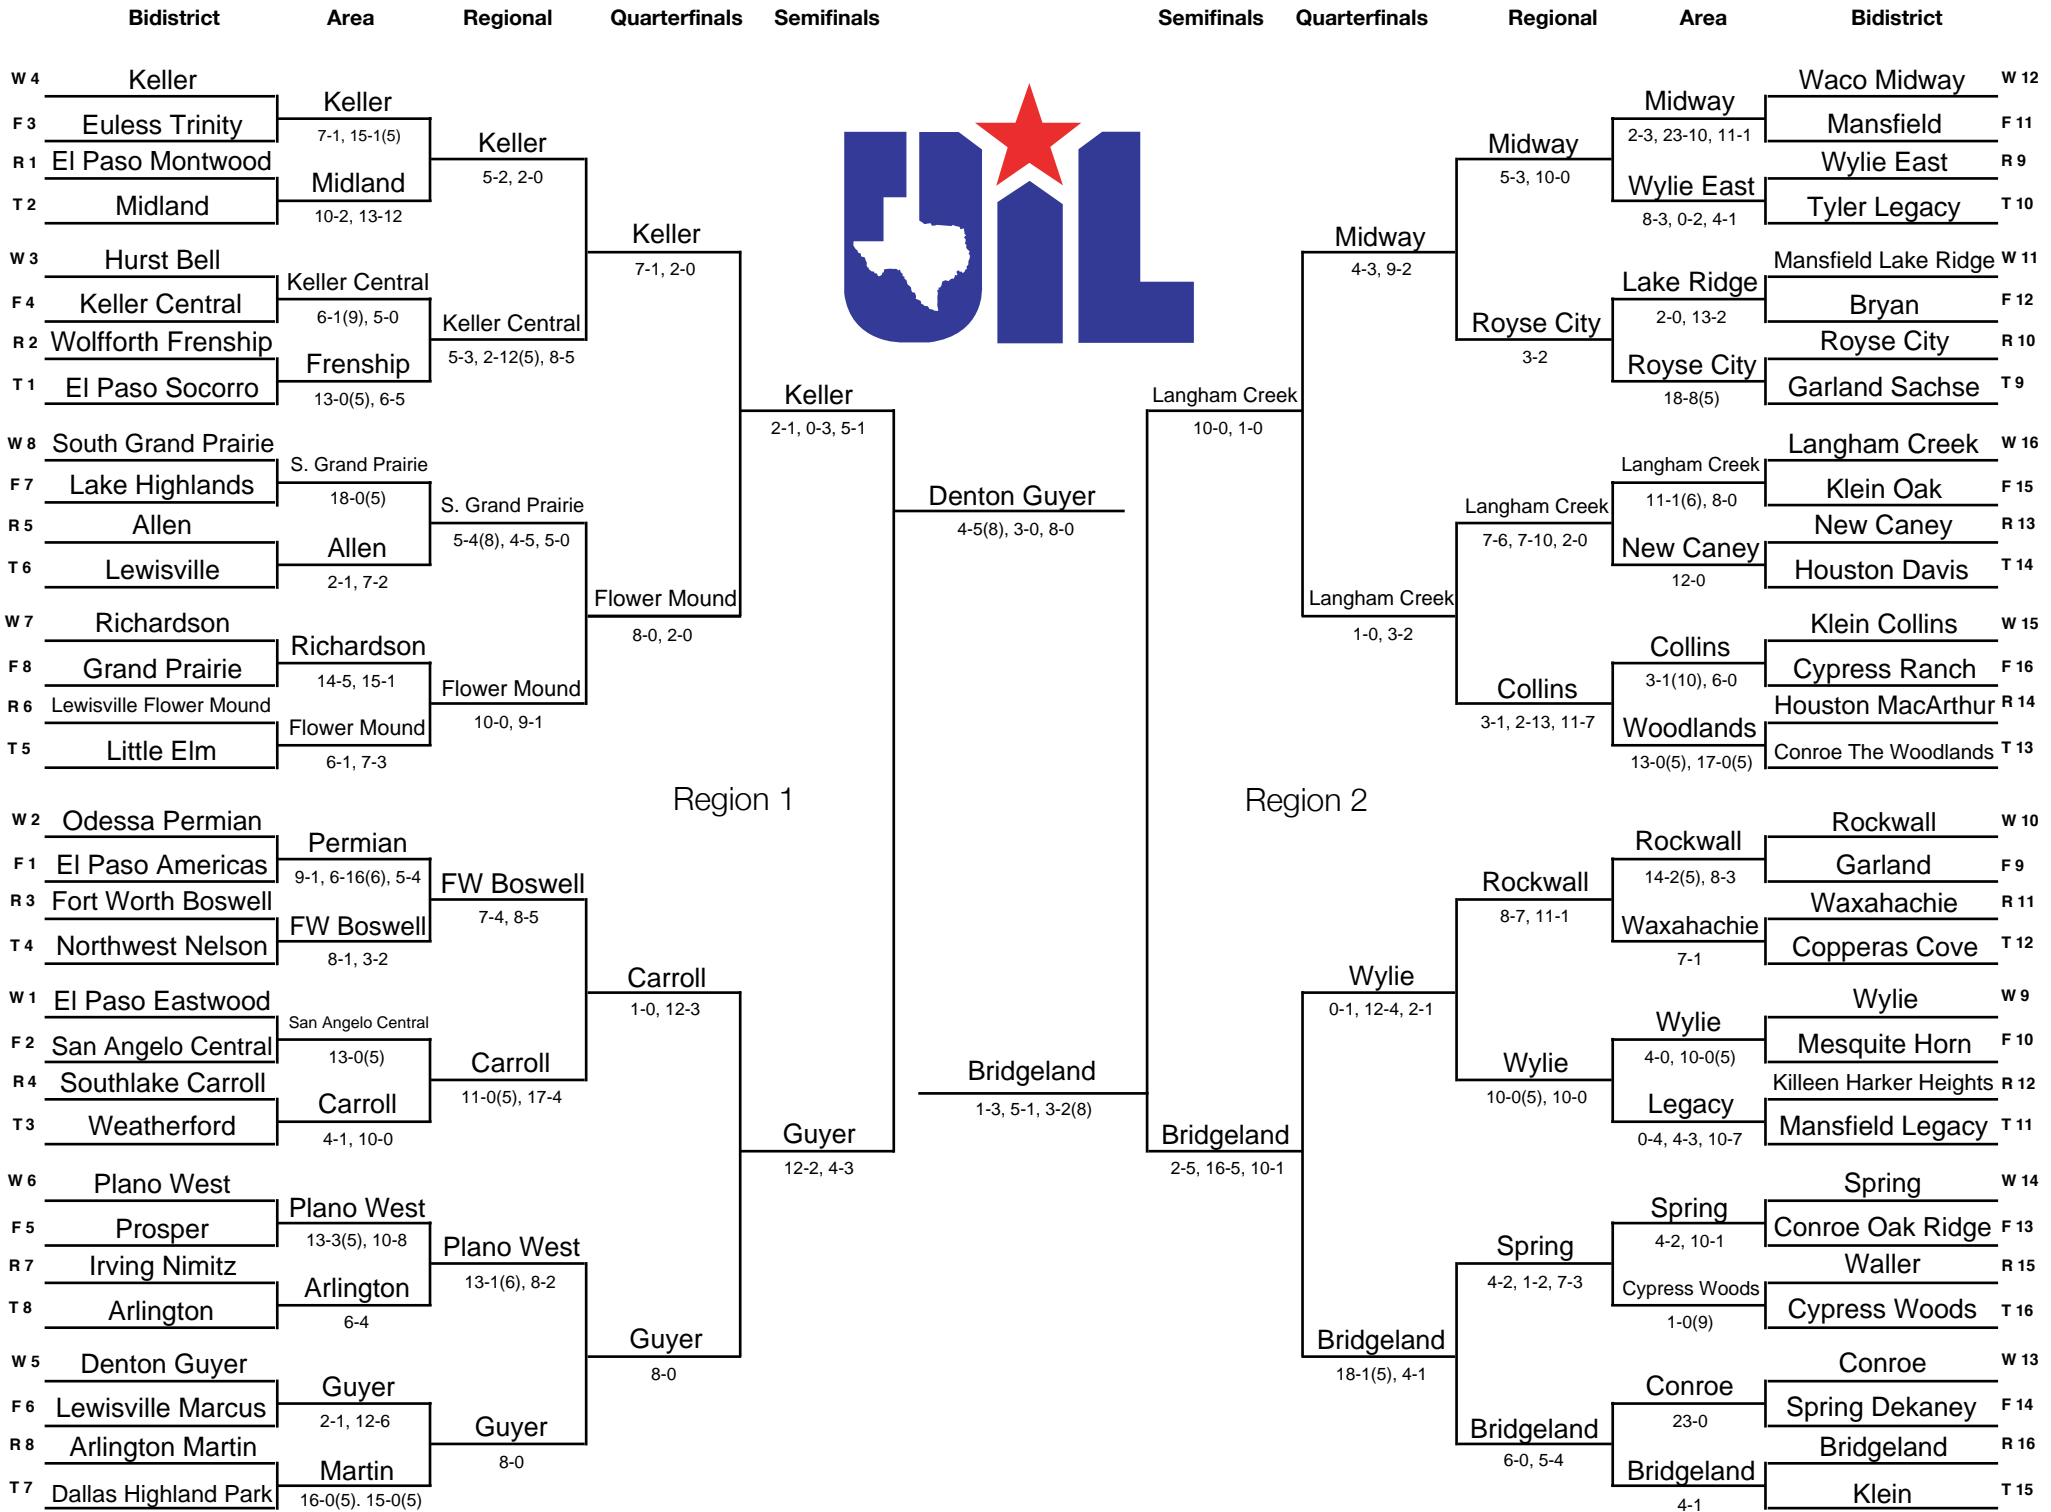 Bidistrict Area Regional Quarterfinals Semifinals Semifinals Quarterfinals Regional Area Bidistrict
W 4 Keller
Keller
F 3 Euless Trinity
7-1, 15-1(5)
Keller
R 1 El Paso Montwood
5-2, 2-0
Midland
T 2 Midland
10-2, 13-12
Keller
7-1, 2-0
W 3 Hurst Bell
Keller Central
F 4 Keller Central
6-1(9), 5-0
Keller Central
R 2 Wolfforth Frenship
5-3, 2-12(5), 8-5
Frenship
T 1 El Paso Socorro
13-0(5), 6-5
Keller
2-1, 0-3, 5-1
W 8 South Grand Prairie
S. Grand Prairie
F 7 Lake Highlands
18-0(5)
S. Grand Prairie
R 5 Allen
5-4(8), 4-5, 5-0
Allen
T 6 Lewisville
2-1, 7-2
Flower Mound
8-0, 2-0
W 7 Richardson
Richardson
F 8 Grand Prairie
14-5, 15-1
Flower Mound
R 6 Lewisville Flower Mound
10-0, 9-1
Flower Mound
T 5 Little Elm
6-1, 7-3
Region 1
Denton Guyer
4-5(8), 3-0, 8-0
W 2 Odessa Permian
Permian
F 1 El Paso Americas
9-1, 6-16(6), 5-4
FW Boswell
R 3 Fort Worth Boswell
7-4, 8-5
FW Boswell
T 4 Northwest Nelson
8-1, 3-2
Carroll
1-0, 12-3
W 1 El Paso Eastwood
San Angelo Central
F 2 San Angelo Central
13-0(5)
Carroll
R 4 Southlake Carroll
11-0(5), 17-4
Carroll
T 3 Weatherford
4-1, 10-0
Guyer
12-2, 4-3
W 6 Plano West
Plano West
F 5 Prosper
13-3(5), 10-8
Plano West
R 7 Irving Nimitz
13-1(6), 8-2
Arlington
T 8 Arlington
6-4
Guyer
8-0
W 5 Denton Guyer
Guyer
F 6 Lewisville Marcus
2-1, 12-6
Guyer
R 8 Arlington Martin
8-0
Martin
T 7 Dallas Highland Park
16-0(5). 15-0(5)
UIL
Waco Midway W 12
Midway
Mansfield F 11
2-3, 23-10, 11-1
Midway
Wylie East R 9
5-3, 10-0
Wylie East
Tyler Legacy T 10
8-3, 0-2, 4-1
Midway
4-3, 9-2
Mansfield Lake Ridge W 11
Lake Ridge
Bryan F 12
2-0, 13-2
Royse City
Royse City R 10
3-2
Royse City
Garland Sachse T 9
18-8(5)
Langham Creek
10-0, 1-0
Langham Creek W 16
Langham Creek
Klein Oak F 15
11-1(6), 8-0
Langham Creek
New Caney R 13
7-6, 7-10, 2-0
New Caney
Houston Davis T 14
12-0
Langham Creek
1-0, 3-2
Klein Collins W 15
Collins
Cypress Ranch F 16
3-1(10), 6-0
Collins
Houston MacArthur R 14
3-1, 2-13, 11-7
Woodlands
Conroe The Woodlands T 13
13-0(5), 17-0(5)
Region 2
Bridgeland
1-3, 5-1, 3-2(8)
Rockwall W 10
Rockwall
Garland F 9
14-2(5), 8-3
Rockwall
Waxahachie R 11
8-7, 11-1
Waxahachie
Copperas Cove T 12
7-1
Wylie
0-1, 12-4, 2-1
Wylie W 9
Wylie
Mesquite Horn F 10
4-0, 10-0(5)
Wylie
Killeen Harker Heights R 12
10-0(5), 10-0
Legacy
Mansfield Legacy T 11
0-4, 4-3, 10-7
Bridgeland
2-5, 16-5, 10-1
Spring W 14
Spring
Conroe Oak Ridge F 13
4-2, 10-1
Spring
Waller R 15
4-2, 1-2, 7-3
Cypress Woods
Cypress Woods T 16
1-0(9)
Bridgeland
18-1(5), 4-1
Conroe W 13
Conroe
Spring Dekaney F 14
23-0
Bridgeland
Bridgeland R 16
6-0, 5-4
Bridgeland
Klein T 15
4-1